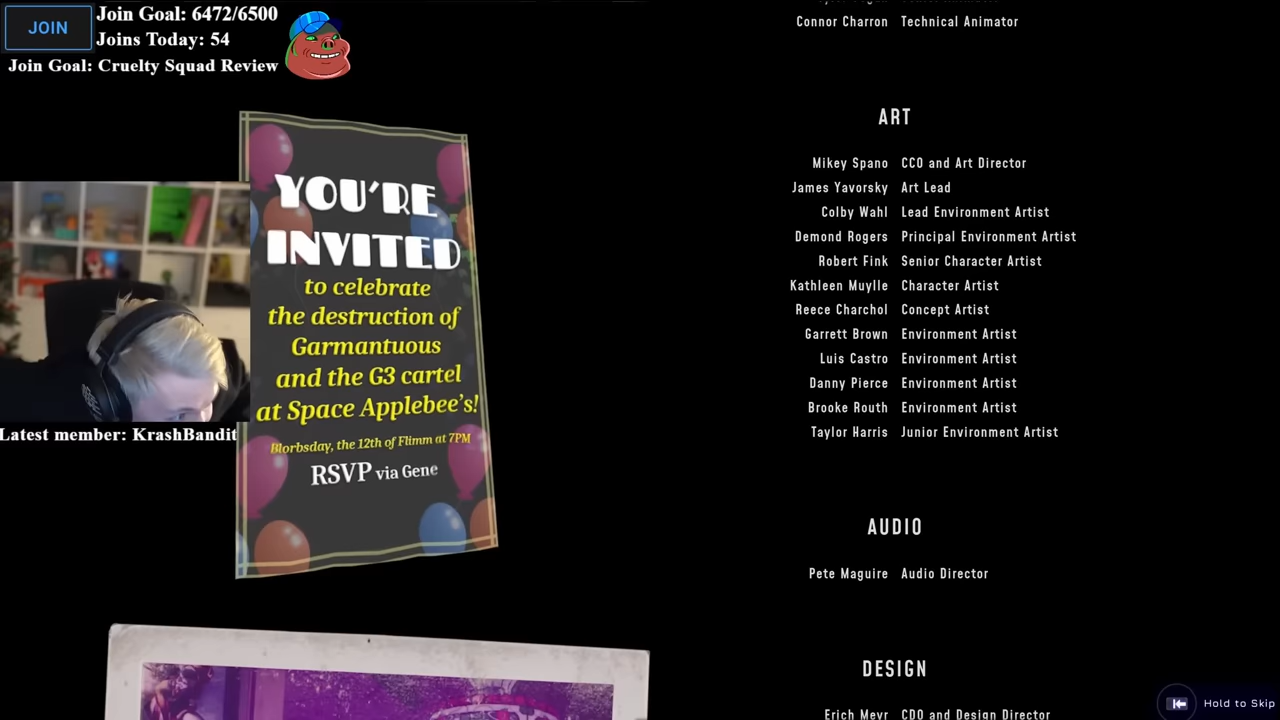 JOIN
Join Goal: 6472/6500
Joins Today: 54
Join Goal: Cruelty Squad Review
YOU'RE
INVITED
to celebrate
the destruction of
Garmantuous
and the G3 cartel
at Space Applebee's!
Blorbsday, the 12th of Flimm at 7PM
RSVP via Gene
Latest member: KrashBandit
Connor Charron Technical Animator
ART
Mikey Spano CCO and Art Director
James Yavorsky Art Lead
Colby Wahl Lead Environment Artist
Demond Rogers Principal Environment Artist
Robert Fink Senior Character Artist
Kathleen Muylle Character Artist
Reece Charchol Concept Artist
Garrett Brown Environment Artist
Luis Castro Environment Artist
Danny Pierce Environment Artist
Brooke Routh Environment Artist
Taylor Harris Junior Environment Artist
AUDIO
Pete Maguire Audio Director
DESIGN
Erich Meyr CDO and Design Director
Hold to Skip